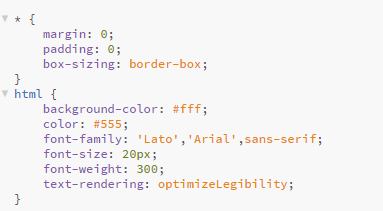 * {
margin: 0;
padding: 0;
box-sizing: border-box;
}
html {
background-color: #fff;
color: #555;
font-family: 'Lato','Arial',sans-serif;
font-size: 20px;
font-weight: 300;
text-rendering: optimizeLegibility;
}